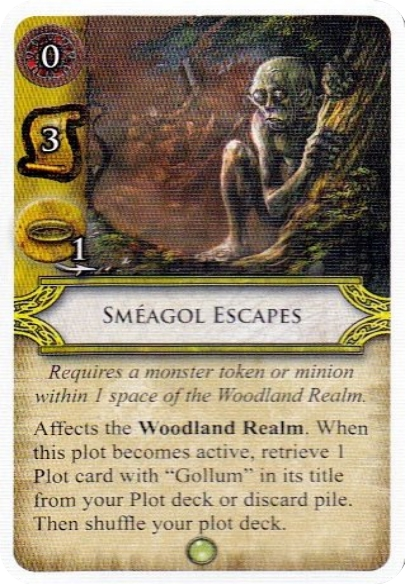 0
3
1
SMÉAGOL ESCAPES
Requires a monster token or minion
within 1 space of the Woodland Realm.
Affects the Woodland Realm. When
this plot becomes active, retrieve 1
Plot card with “Gollum” in its title
from your Plot deck or discard pile.
Then shuffle your plot deck.